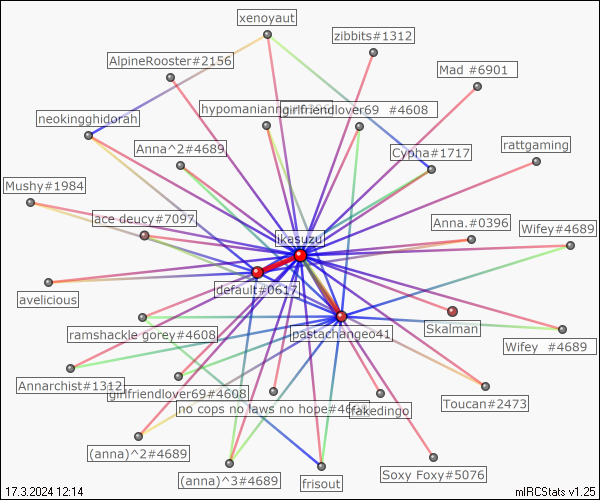 xenoyaut
zibbits#1312
AlpineRooster#2156
Mad #6901
hypomaniann
girlfriendlover69 #4608
neokingghidorah
Anna^2#4689
Cypha#1717
rattgaming
Mushy#1984
ace deucy#7097
Anna.#0396
Wifey#4689
ikasuzu
default#0617
avelicious
ramshackle gorey#4608
pastachangeo41
Skalman
Wifey #4689
Annarchist#1312
girlfriendlover69#4608
no cops no laws no hope#46
fakedingo
Toucan#2473
(anna)^2#4689
(anna)^3#4689
frisout
Soxy Foxy#5076
17.3.2024 12:14
mIRCStats v1.25